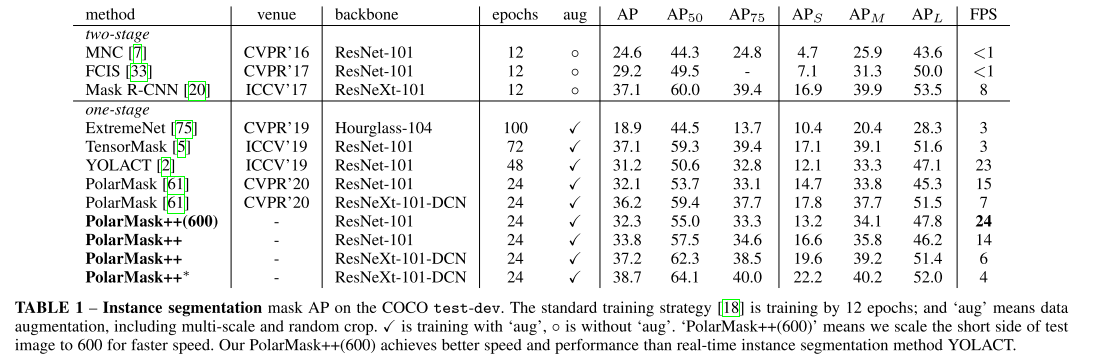 method venue backbone epochs aug AP AP50 AP75 APS APM APL FPS
two-stage
MNC [7] CVPR'16 ResNet-101 12 ○ 24.6 44.3 24.8 4.7 25.9 43.6 <1
FCIS [33] CVPR'17 ResNet-101 12 ○ 29.2 49.5 - 7.1 31.3 50.0 <1
Mask R-CNN [20] ICCV'17 ResNeXt-101 12 ○ 37.1 60.0 39.4 16.9 39.9 53.5 8
one-stage
ExtremeNet [75] CVPR'19 Hourglass-104 100 ✓ 18.9 44.5 13.7 10.4 20.4 28.3 3
TensorMask [5] ICCV'19 ResNet-101 72 ✓ 37.1 59.3 39.4 17.1 39.1 51.6 3
YOLACT [2] ICCV'19 ResNet-101 48 ✓ 31.2 50.6 32.8 12.1 33.3 47.1 23
PolarMask [61] CVPR'20 ResNet-101 24 ✓ 32.1 53.7 33.1 14.7 33.8 45.3 15
PolarMask [61] CVPR'20 ResNeXt-101-DCN 24 ✓ 36.2 59.4 37.7 17.8 37.7 51.5 7
PolarMask++(600) - ResNet-101 24 ✓ 32.3 55.0 33.3 13.2 34.1 47.8 24
PolarMask++ - ResNet-101 24 ✓ 33.8 57.5 34.6 16.6 35.8 46.2 14
PolarMask++ - ResNeXt-101-DCN 24 ✓ 37.2 62.3 38.5 19.6 39.2 51.4 6
PolarMask++* - ResNeXt-101-DCN 24 ✓ 38.7 64.1 40.0 22.2 40.2 52.0 4
TABLE 1 – Instance segmentation mask AP on the COCO test-dev. The standard training strategy [18] is training by 12 epochs; and 'aug' means data
augmentation, including multi-scale and random crop. ✓ is training with 'aug', ○ is without 'aug'. 'PolarMask++(600)' means we scale the short side of test
image to 600 for faster speed. Our PolarMask++(600) achieves better speed and performance than real-time instance segmentation method YOLACT.